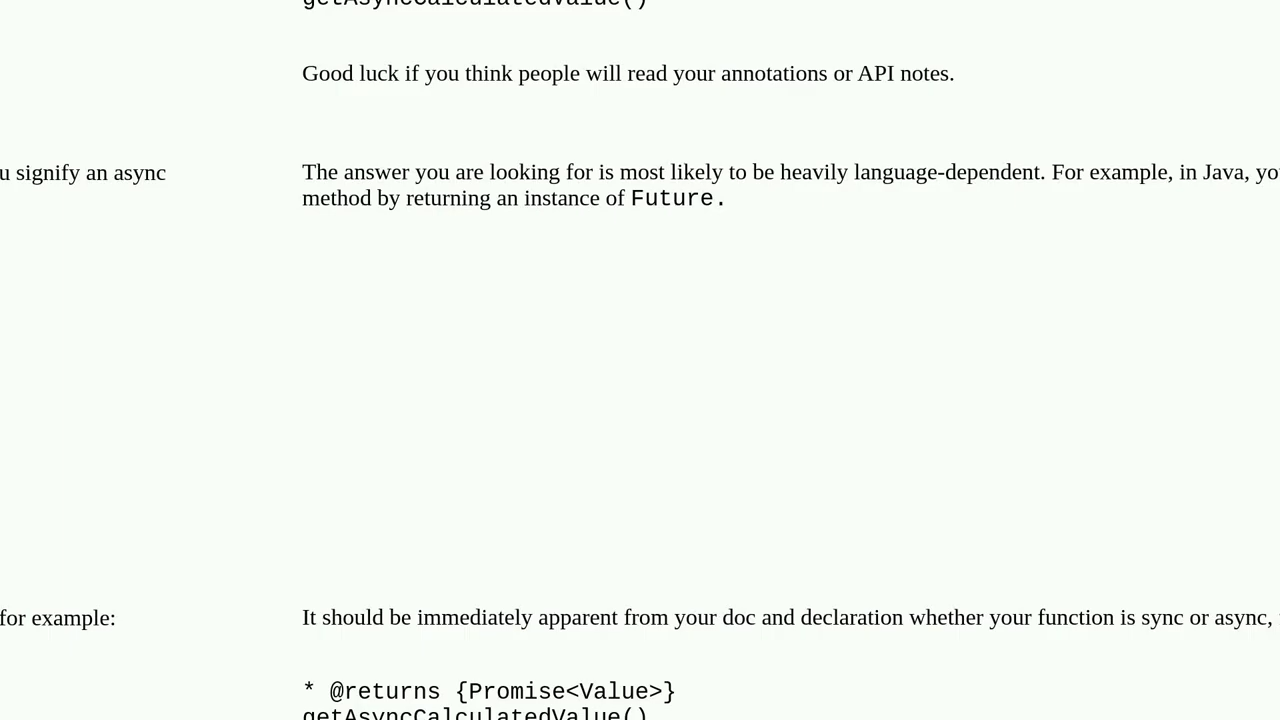 getAsyncCalculatedValue()
Good luck if you think people will read your annotations or API notes.
u signify an async
The answer you are looking for is most likely to be heavily language-dependent. For example, in Java, yo
method by returning an instance of Future.
for example:
It should be immediately apparent from your doc and declaration whether your function is sync or async,
* @returns {Promise<Value>}
getAsyncCalculatedValue()